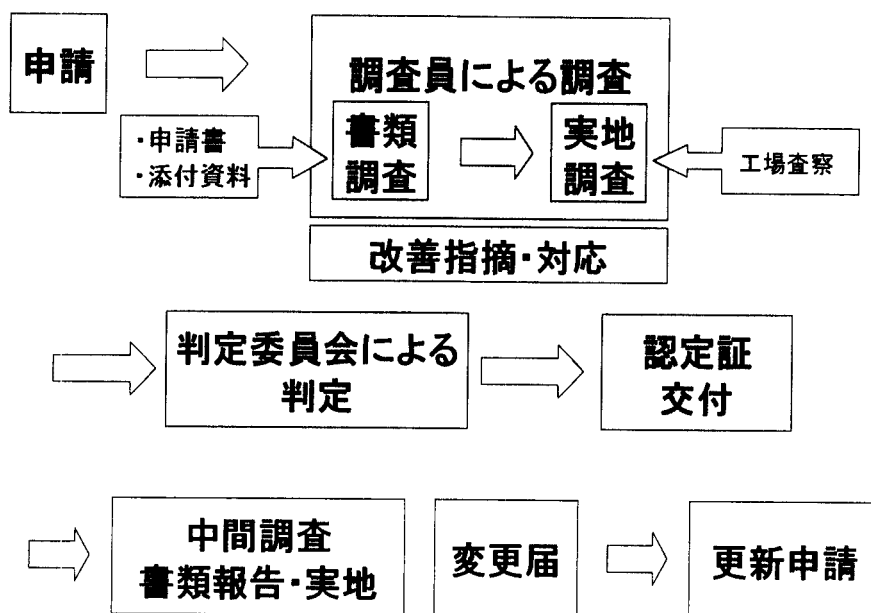 申請
調査員による調査
・申請書
・添付資料
書類
調査
実地
調査
工場査察
改善指摘・対応
判定委員会による
判定
認定証
交付
中間調査
書類報告・実地
変更届
更新申請